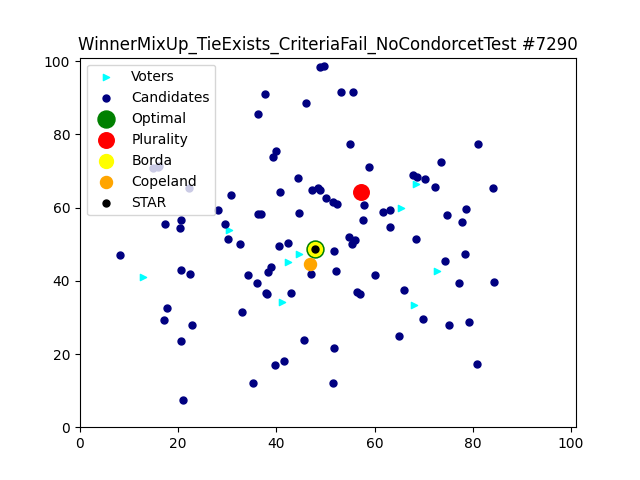 WinnerMixUp_TieExists_CriteriaFail_NoCondorcetTest #7290
100
80
60
40
20
0
0 20 40 60 80 100
Voters
Candidates
Optimal
Plurality
Borda
Copeland
STAR